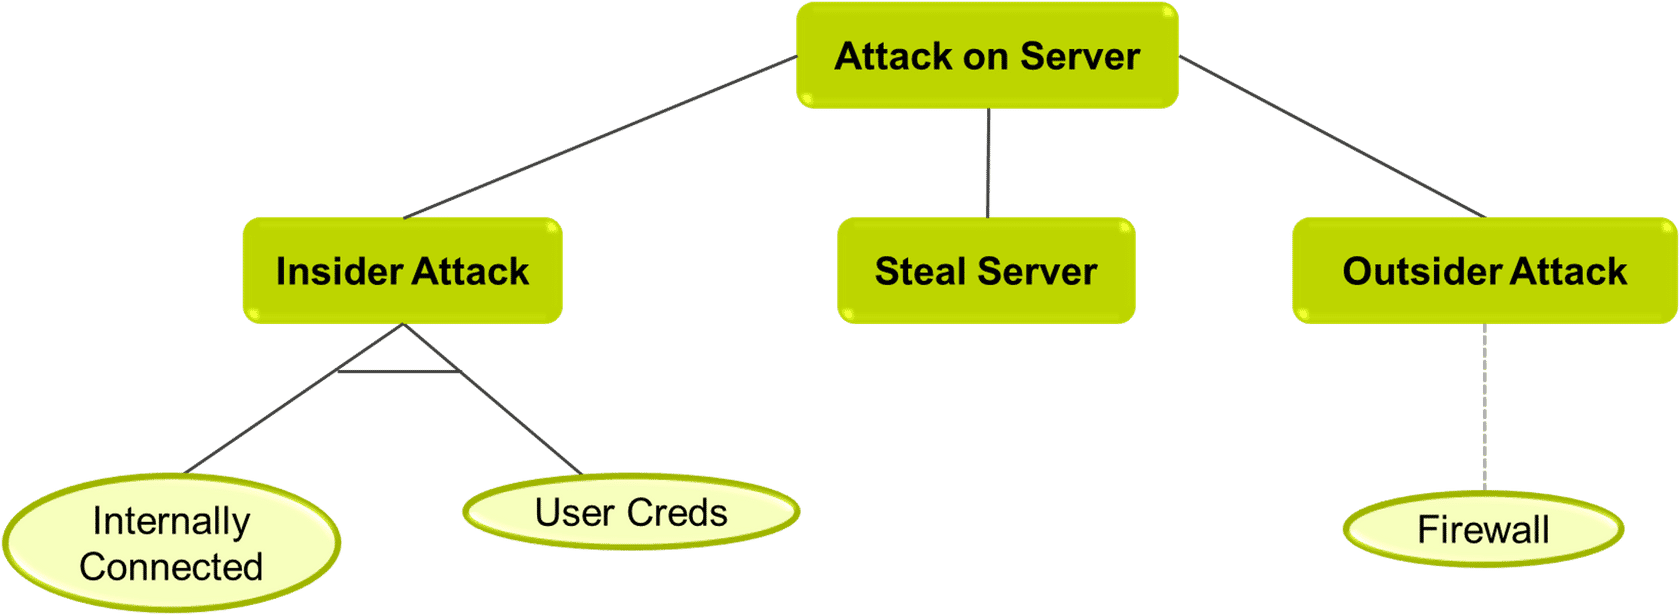 Attack on Server
Insider Attack
Steal Server
Outsider Attack
Internally
Connected
User Creds
Firewall